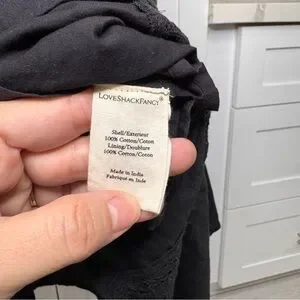 LoveShackFancy®
Shell/Exterieur
100% Cotton/Coton
Lining/Doublure
100% Cotton/Coton
Made in India
Fabriqué en Inde